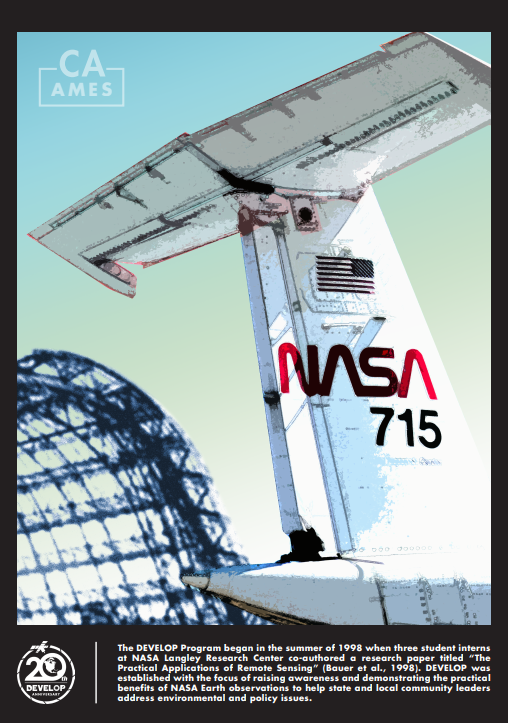 CA
AMES
NASA
715
20th
DEVELOP
ANNIVERSARY
The DEVELOP Program began in the summer of 1998 when three student interns
at NASA Langley Research Center co-authored a research paper titled “The
Practical Applications of Remote Sensing” (Bauer et al., 1998). DEVELOP was
established with the focus of raising awareness and demonstrating the practical
benefits of NASA Earth observations to help state and local community leaders
address environmental and policy issues.